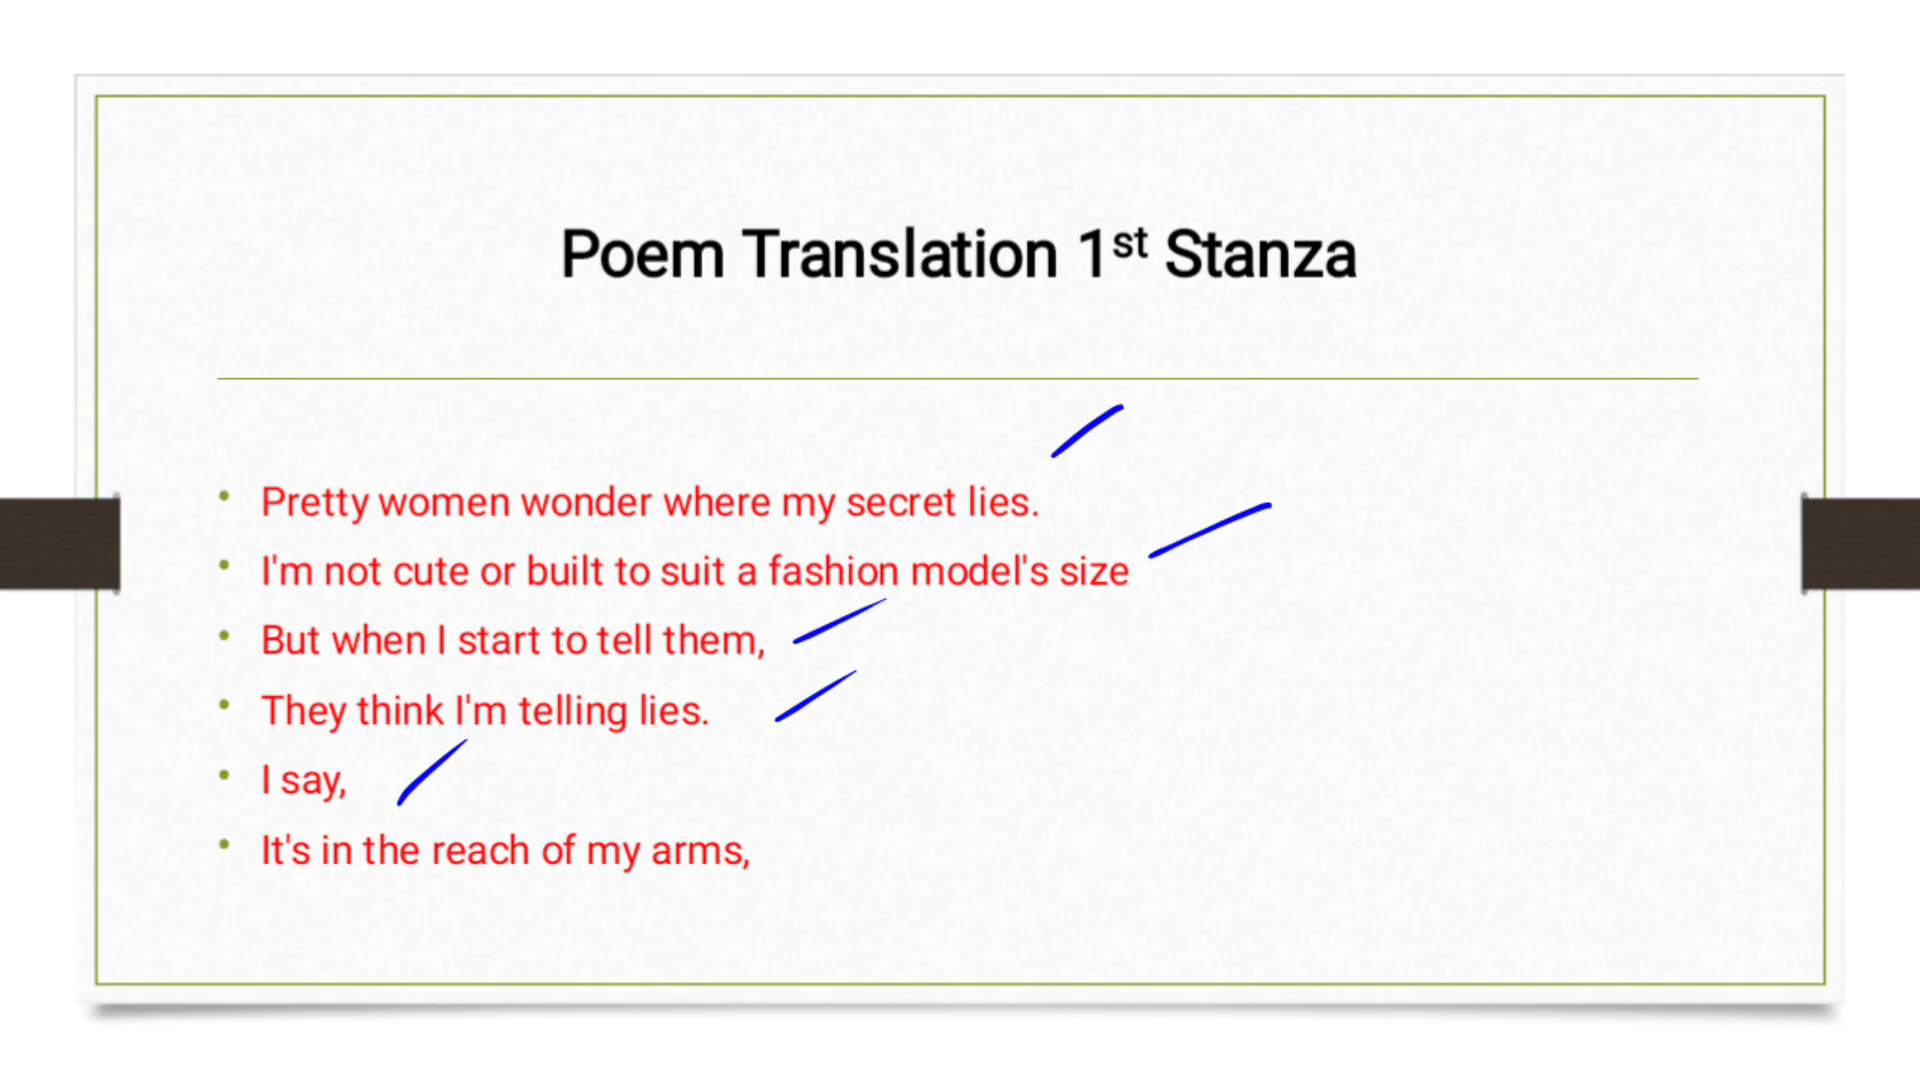 Poem Translation 1st Stanza
• Pretty women wonder where my secret lies.
• I'm not cute or built to suit a fashion model's size
• But when I start to tell them,
• They think I'm telling lies.
• I say,
• It's in the reach of my arms,